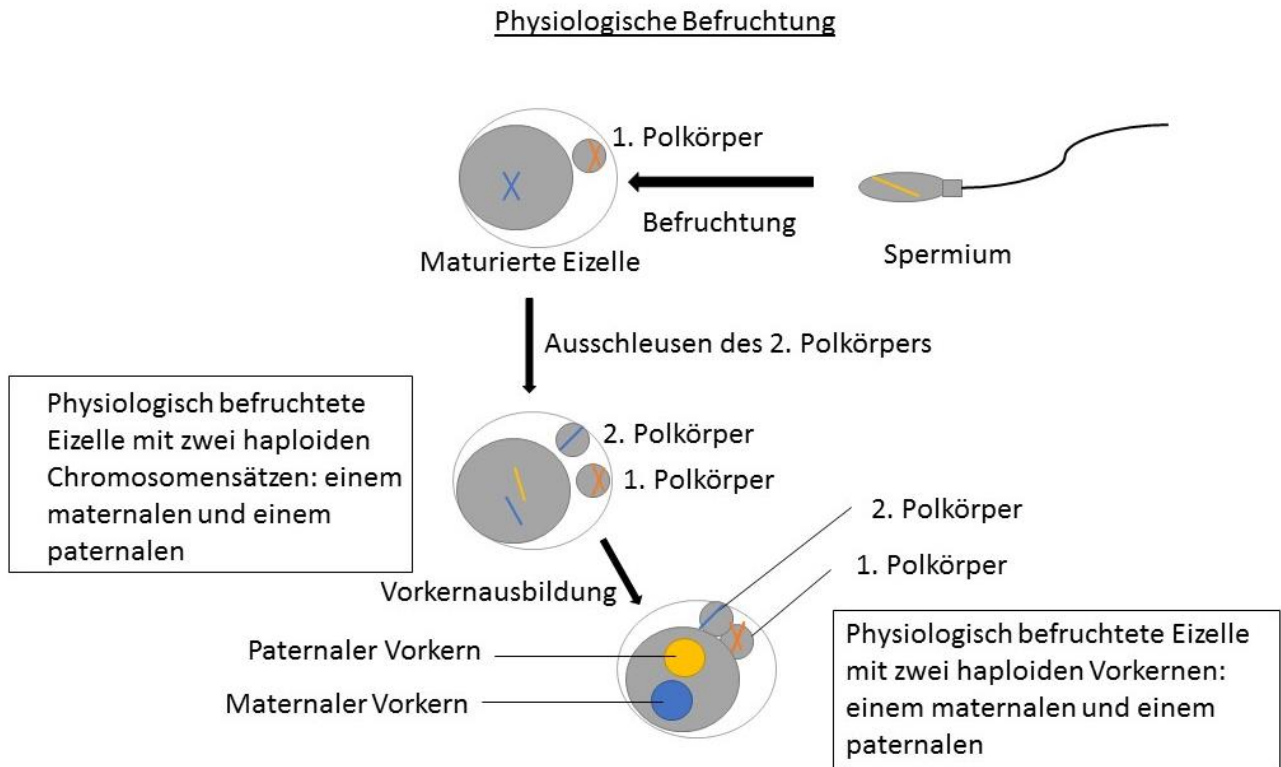 Physiologische Befruchtung
1. Polkörper
Befruchtung
Maturierte Eizelle
Spermium
Ausschleusen des 2. Polkörpers
Physiologisch befruchtete
Eizelle mit zwei haploiden
Chromosomensätzen: einem
maternalen und einem
paternalen
2. Polkörper
1. Polkörper
Vorkernausbildung
2. Polkörper
1. Polkörper
Paternaler Vorkern
Maternaler Vorkern
Physiologisch befruchtete Eizelle
mit zwei haploiden Vorkernen:
einem maternalen und einem
paternalen